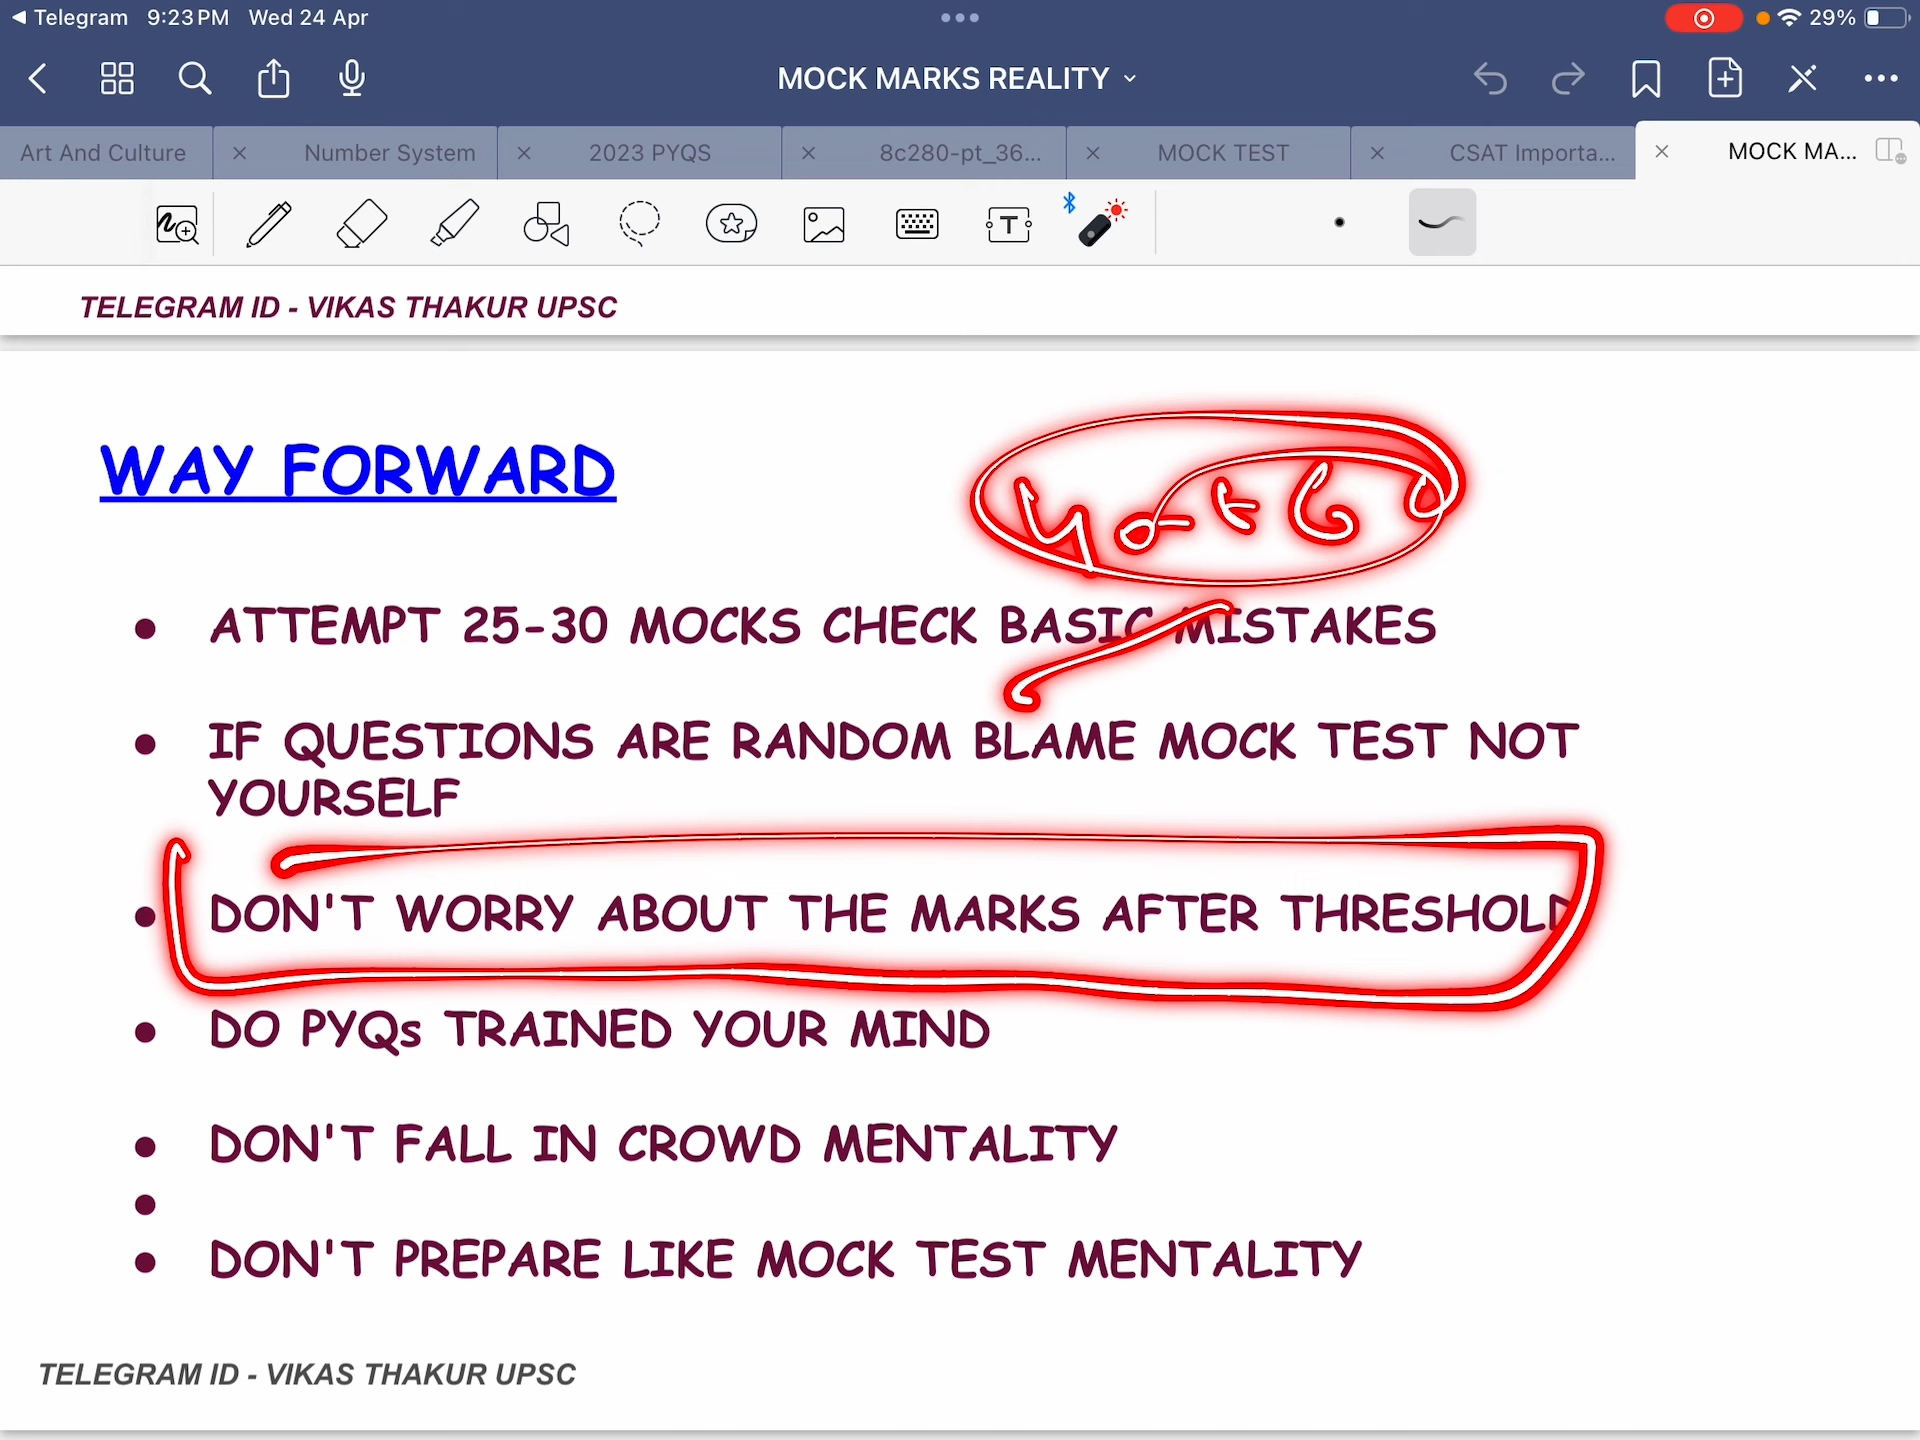 Telegram 9:23 PM Wed 24 Apr 29%
MOCK MARKS REALITY
Art And Culture Number System 2023 PYQS 8c280-pt_36... MOCK TEST CSAT Importa... MOCK MA...
T
TELEGRAM ID - VIKAS THAKUR UPSC
WAY FORWARD
ATTEMPT 25-30 MOCKS CHECK BASIC MISTAKES
IF QUESTIONS ARE RANDOM BLAME MOCK TEST NOT
YOURSELF
DON'T WORRY ABOUT THE MARKS AFTER THRESHOLD
DO PYQs TRAINED YOUR MIND
DON'T FALL IN CROWD MENTALITY
DON'T PREPARE LIKE MOCK TEST MENTALITY
TELEGRAM ID - VIKAS THAKUR UPSC